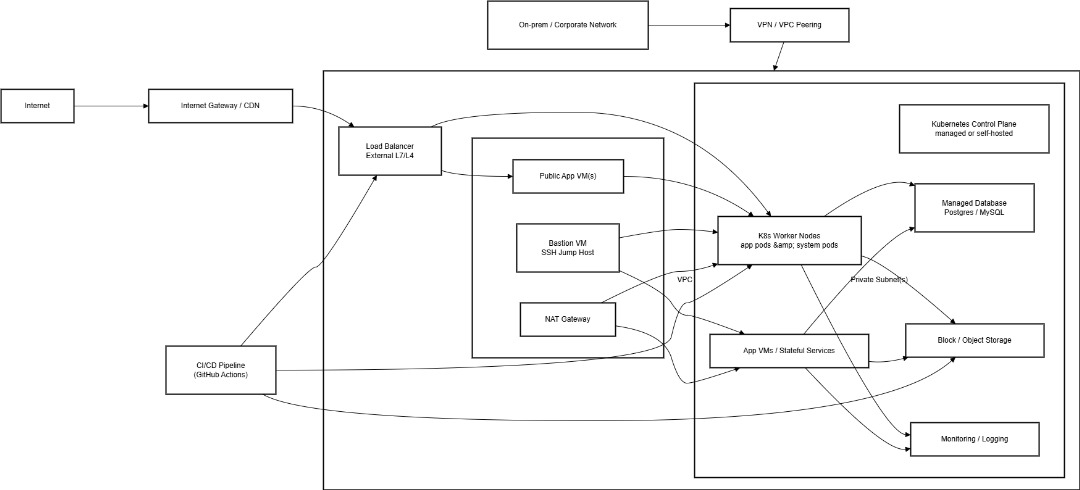 On-prem / Corporate Network
VPN / VPC Peering
Internet
Internet Gateway / CDN
Load Balancer
External L7/L4
Kubernetes Control Plane
managed or self-hosted
Public App VM(s)
Managed Database
Postgres / MySQL
Bastion VM
SSH Jump Host
K8s Worker Nodes
app pods &amp; system pods
VPC
Private Subnet(s)
NAT Gateway
App VMs / Stateful Services
Block / Object Storage
CI/CD Pipeline
(GitHub Actions)
Monitoring / Logging